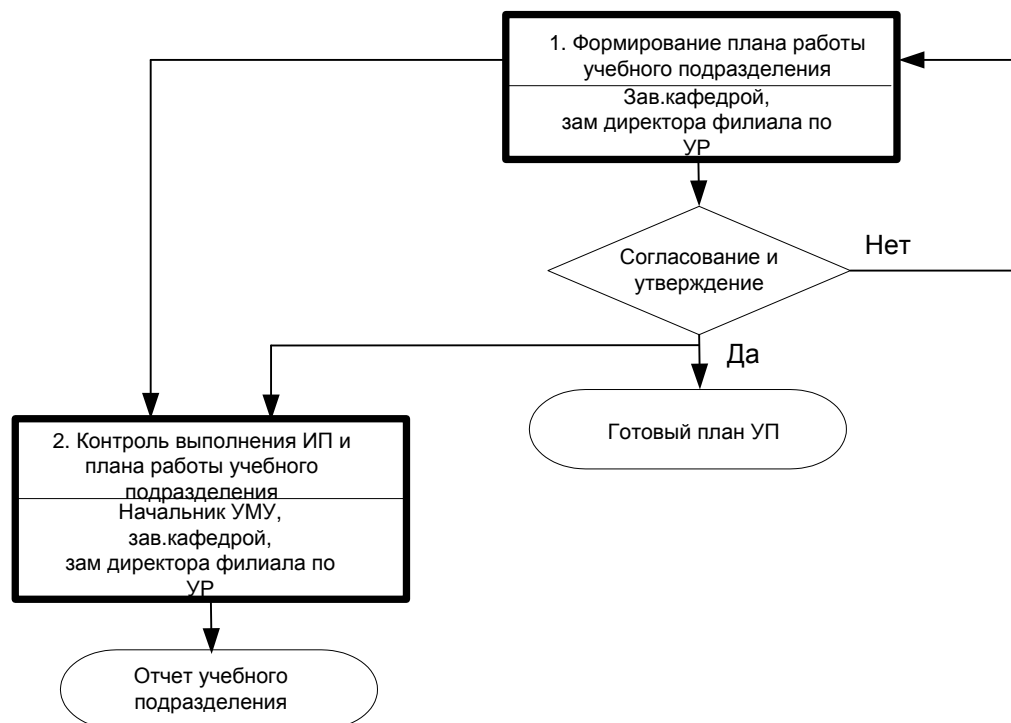 1. Формирование плана работы
учебного подразделения
Зав.кафедрой,
зам директора филиала по
УР
Согласование и
утверждение
Нет
Да
Готовый план УП
2. Контроль выполнения ИП и
плана работы учебного
подразделения
Начальник УМУ,
зав.кафедрой,
зам директора филиала по
УР
Отчет учебного
подразделения